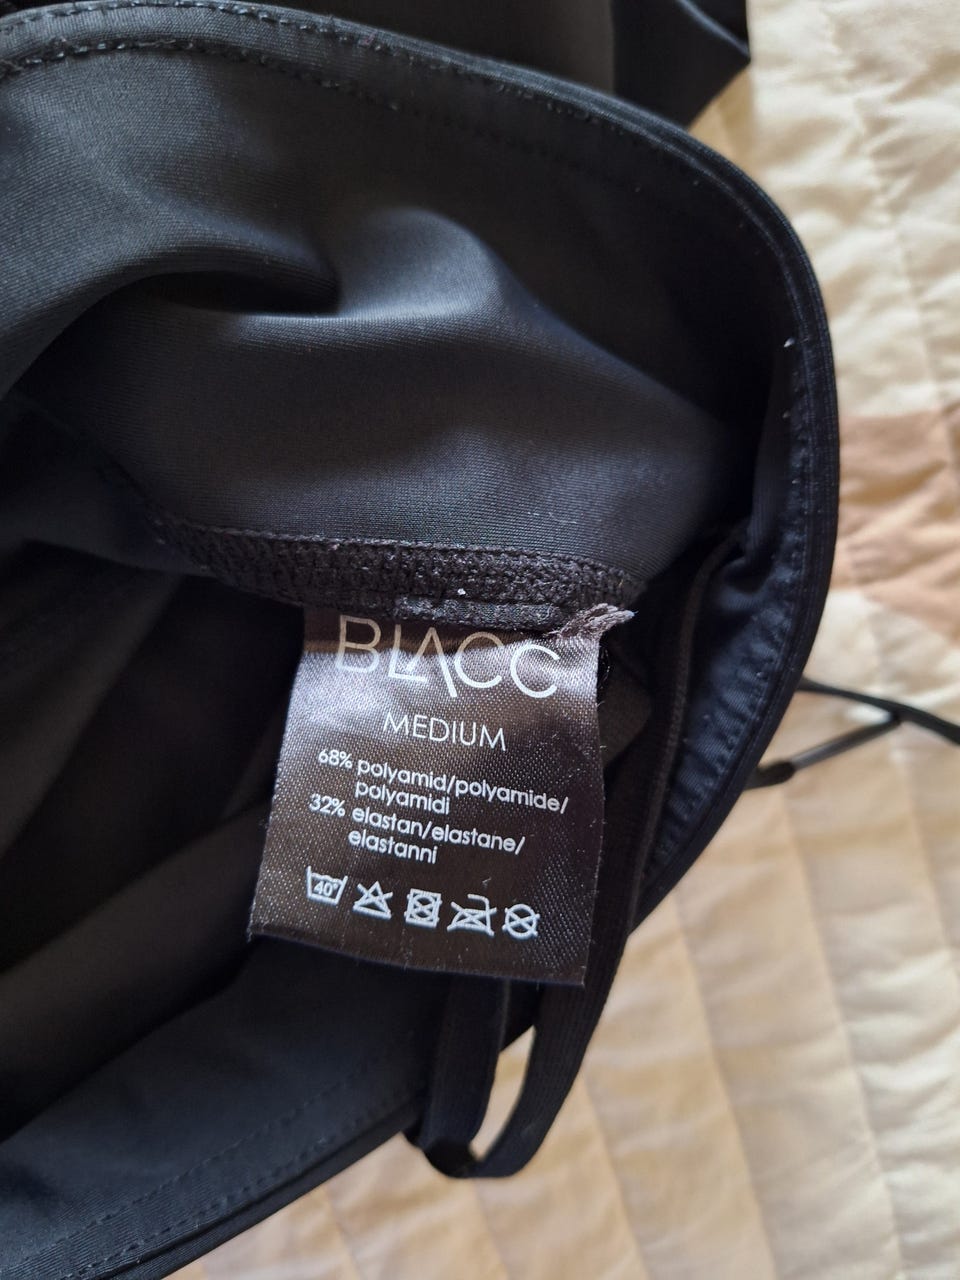 BLACC
MEDIUM
68% polyamid/polyamide/
polyamidi
32% elastan/elastane/
elastanni
40°